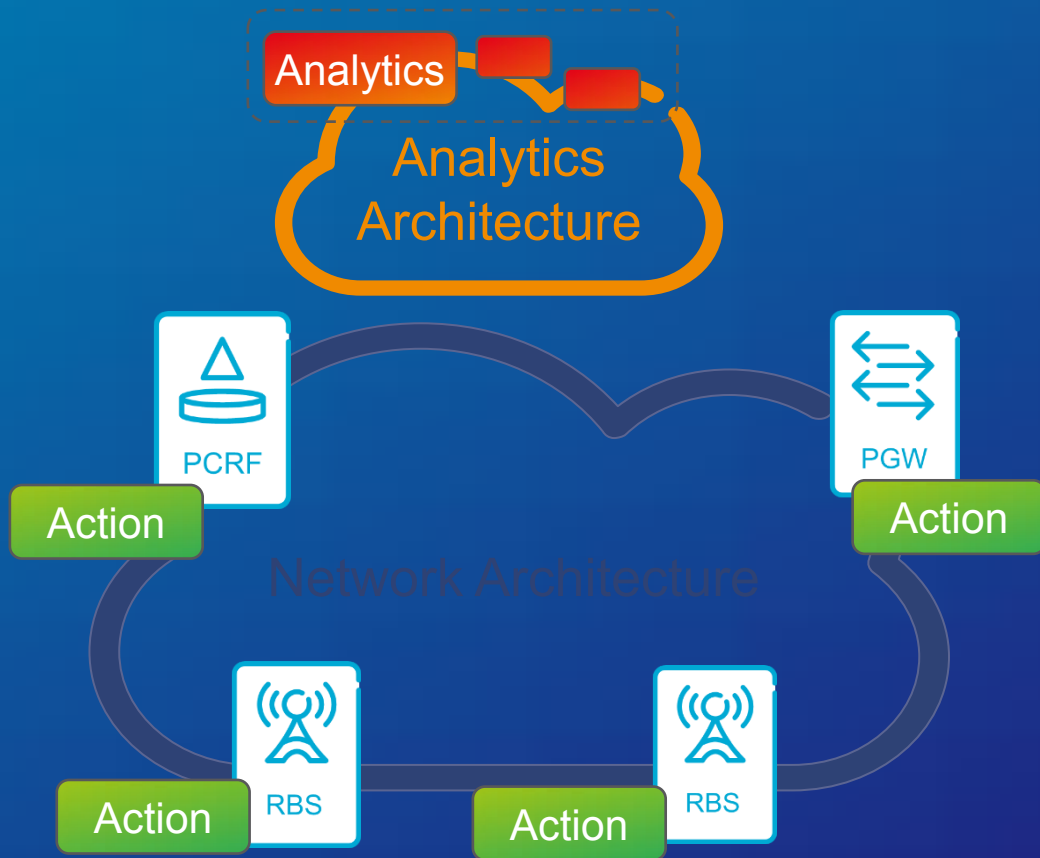 Analytics
Analytics
Architecture
PCRF
PGW
Action
Action
Network Architecture
RBS
RBS
Action
Action